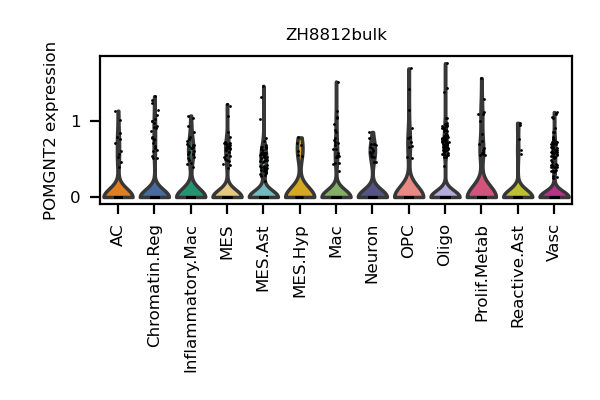 ZH8812bulk
POMGNT2 expression
1
0
AC
Chromatin.Reg
Inflammatory.Mac
MES
MES.Ast
MES.Hyp
Mac
Neuron
OPC
Oligo
Prolif.Metab
Reactive.Ast
Vasc